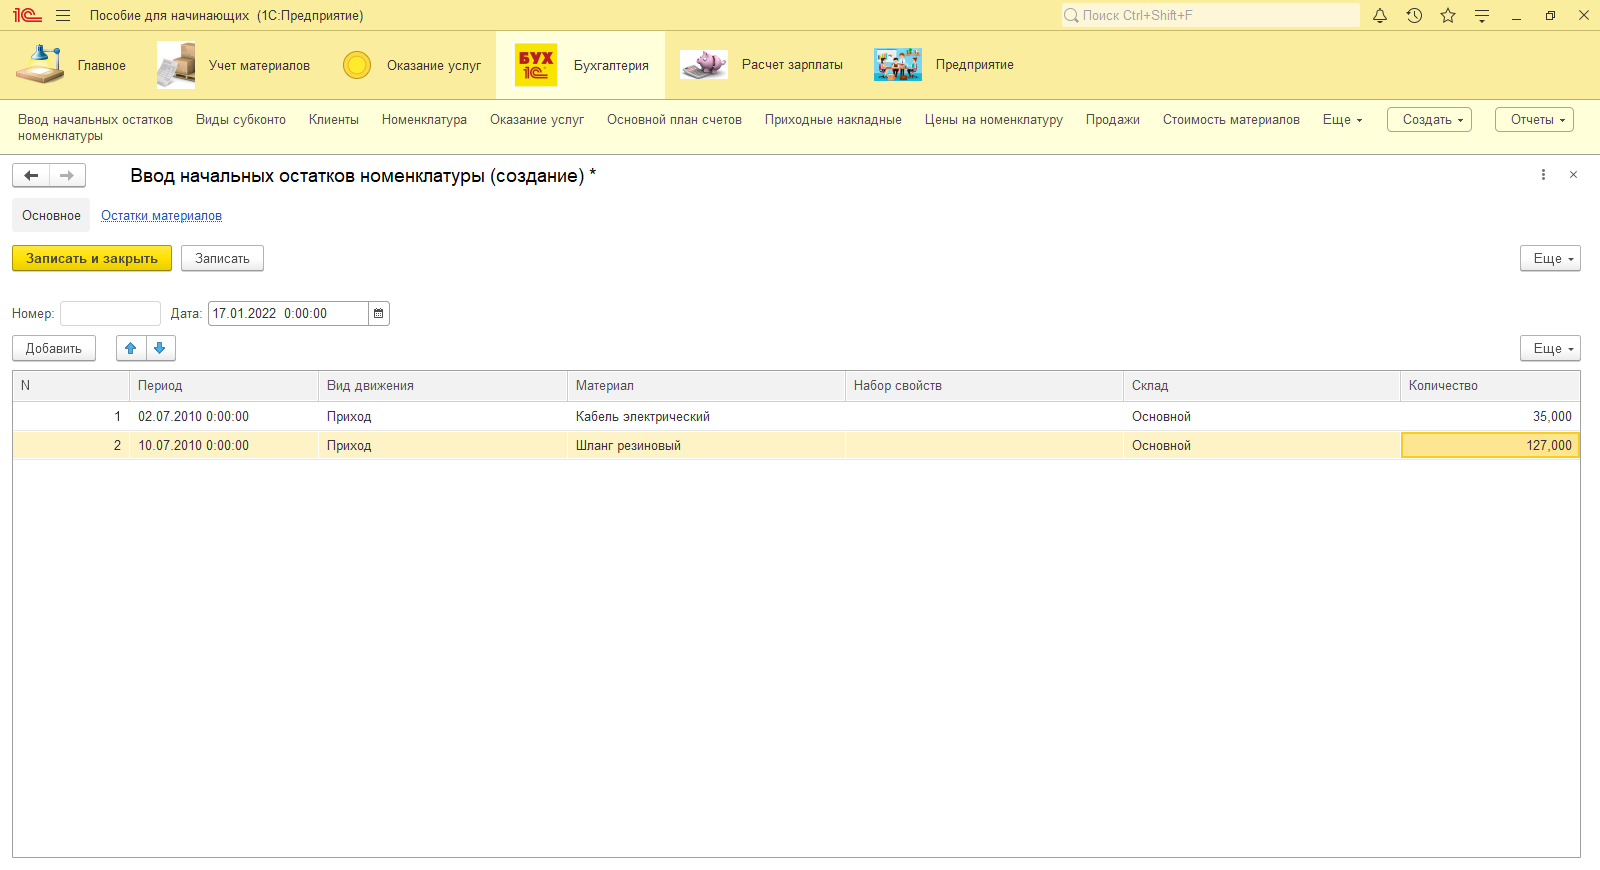 1С Пособие для начинающих (1С:Предприятие) Поиск Ctrl+Shift+F
Главное Учет материалов Оказание услуг БУХ 1С Бухгалтерия Расчет зарплаты Предприятие
Ввод начальных остатков номенклатуры Виды субконто Клиенты Номенклатура Оказание услуг Основной план счетов Приходные накладные Цены на номенклатуру Продажи Стоимость материалов Еще Создать Отчеты
Ввод начальных остатков номенклатуры (создание) *
Основное Остатки материалов
Записать и закрыть Записать Еще
Номер: Дата: 17.01.2022 0:00:00
Добавить Еще
N Период Вид движения Материал Набор свойств Склад Количество
1 02.07.2010 0:00:00 Приход Кабель электрический Основной 35,000
2 10.07.2010 0:00:00 Приход Шланг резиновый Основной 127,000